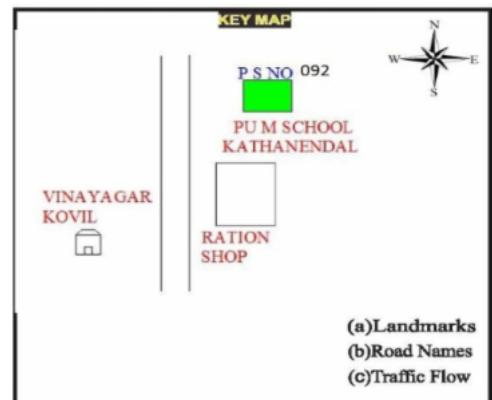 KEY MAP
N
W E
S
P S NO 092
PU M SCHOOL
KATHANENDAL
VINAYAGAR
KOVIL
RATION
SHOP
(a)Landmarks
(b)Road Names
(c)Traffic Flow